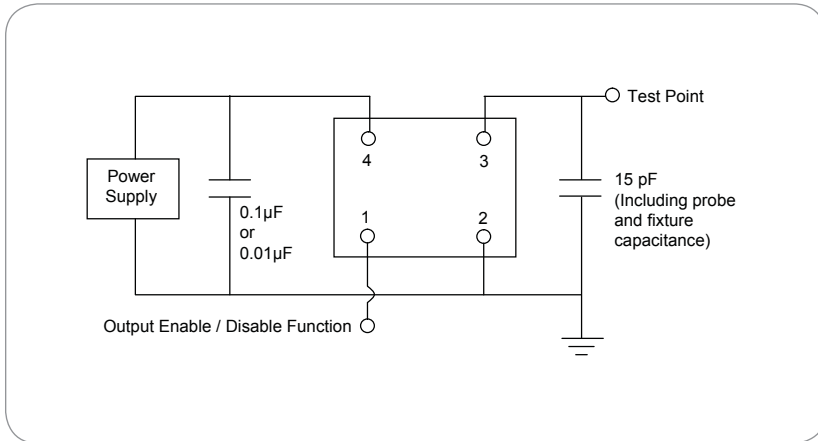 Test Point
4
3
Power
Supply
15 pF
(Including probe
and fixture
capacitance)
0.1µF
or
0.01µF
1
2
Output Enable / Disable Function